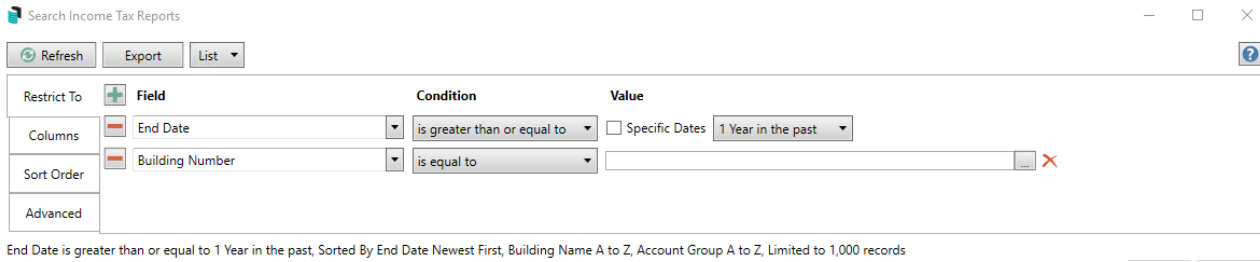 Search Income Tax Reports
Refresh Export List
Restrict To Field Condition Value
End Date is greater than or equal to Specific Dates 1 Year in the past
Columns
Building Number is equal to ...
Sort Order
Advanced
End Date is greater than or equal to 1 Year in the past, Sorted By End Date Newest First, Building Name A to Z, Account Group A to Z, Limited to 1,000 records